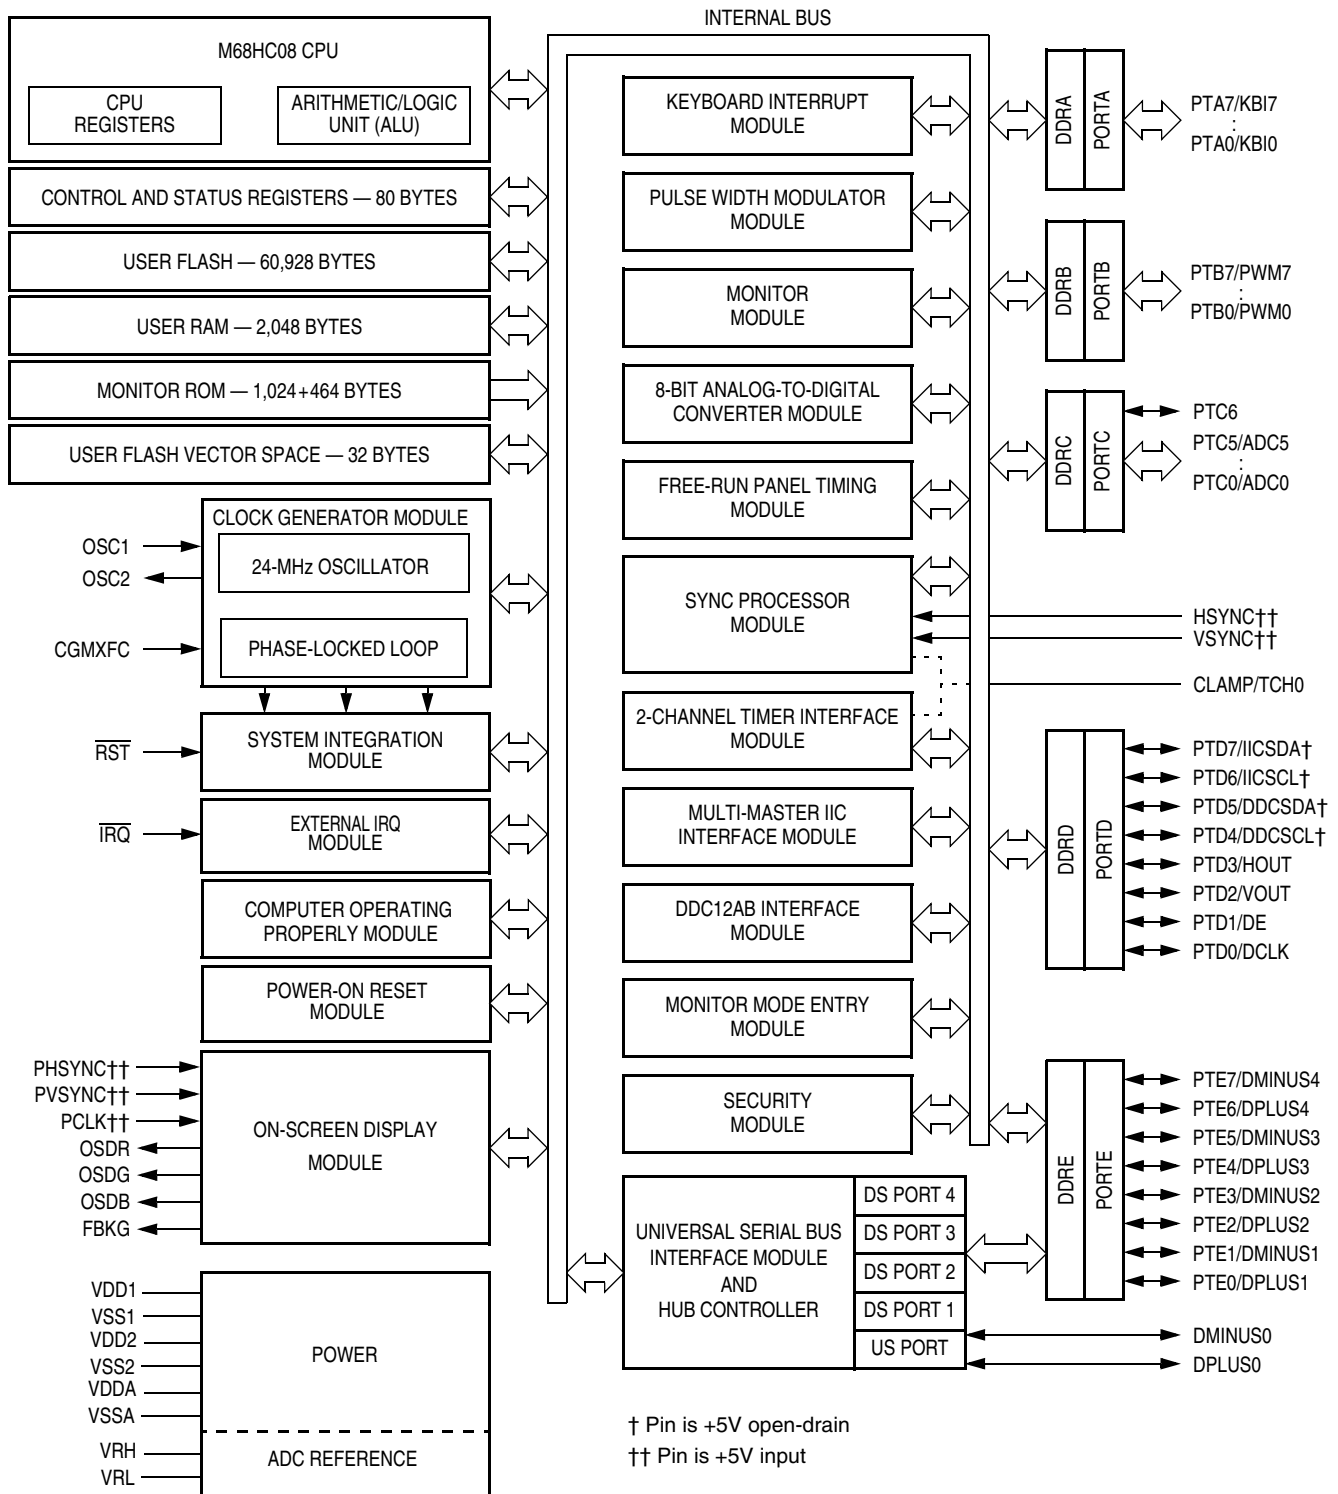 INTERNAL BUS
M68HC08 CPU
CPU
REGISTERS
ARITHMETIC/LOGIC
UNIT (ALU)
CONTROL AND STATUS REGISTERS — 80 BYTES
USER FLASH — 60,928 BYTES
USER RAM — 2,048 BYTES
MONITOR ROM — 1,024+464 BYTES
USER FLASH VECTOR SPACE — 32 BYTES
CLOCK GENERATOR MODULE
24-MHz OSCILLATOR
PHASE-LOCKED LOOP
OSC1
OSC2
CGMXFC
SYSTEM INTEGRATION
MODULE
RST
EXTERNAL IRQ
MODULE
IRQ
COMPUTER OPERATING
PROPERLY MODULE
POWER-ON RESET
MODULE
PHSYNC††
PVSYNC††
PCLK††
OSDR
OSDG
OSDB
FBKG
ON-SCREEN DISPLAY
MODULE
VDD1
VSS1
VDD2
VSS2
VDDA
VSSA
VRH
VRL
POWER
ADC REFERENCE
KEYBOARD INTERRUPT
MODULE
PULSE WIDTH MODULATOR
MODULE
MONITOR
MODULE
8-BIT ANALOG-TO-DIGITAL
CONVERTER MODULE
FREE-RUN PANEL TIMING
MODULE
SYNC PROCESSOR
MODULE
2-CHANNEL TIMER INTERFACE
MODULE
MULTI-MASTER IIC
INTERFACE MODULE
DDC12AB INTERFACE
MODULE
MONITOR MODE ENTRY
MODULE
SECURITY
MODULE
UNIVERSAL SERIAL BUS
INTERFACE MODULE
AND
HUB CONTROLLER
DS PORT 4
DS PORT 3
DS PORT 2
DS PORT 1
US PORT
DDRA
PORTA
PTA7/KBI7
:
PTA0/KBI0
DDRB
PORTB
PTB7/PWM7
:
PTB0/PWM0
DDRC
PORTC
PTC6
PTC5/ADC5
:
PTC0/ADC0
HSYNC††
VSYNC††
CLAMP/TCH0
DDRD
PORTD
PTD7/IICSDA†
PTD6/IICSCL†
PTD5/DDCSDA†
PTD4/DDCSCL†
PTD3/HOUT
PTD2/VOUT
PTD1/DE
PTD0/DCLK
DDRE
PORTE
PTE7/DMINUS4
PTE6/DPLUS4
PTE5/DMINUS3
PTE4/DPLUS3
PTE3/DMINUS2
PTE2/DPLUS2
PTE1/DMINUS1
PTE0/DPLUS1
DMINUS0
DPLUS0
† Pin is +5V open-drain
†† Pin is +5V input